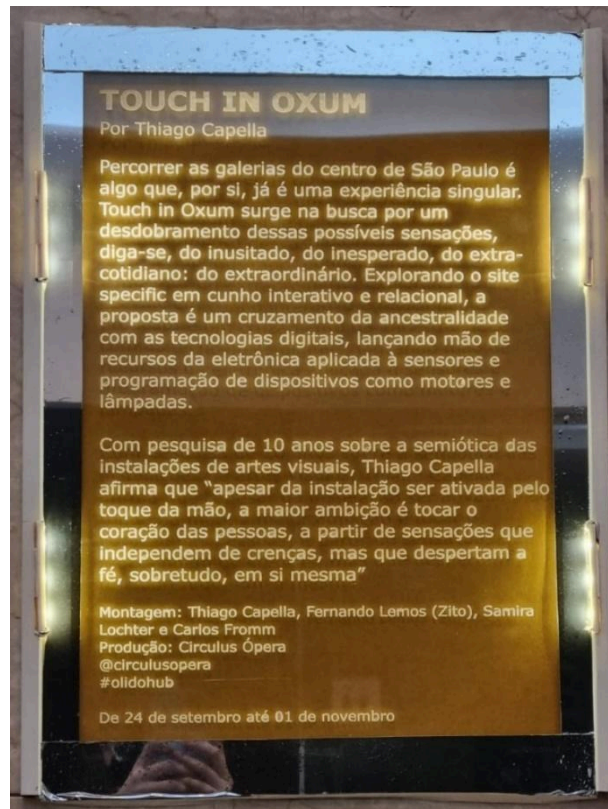 TOUCH IN OXUM
Por Thiago Capella
Percorrer as galerias do centro de São Paulo é
algo que, por si, já é uma experiência singular.
Touch in Oxum surge na busca por um
desdobramento dessas possíveis sensações,
diga-se, do inusitado, do inesperado, do extra-
cotidiano: do extraordinário. Explorando o site
specific em cunho interativo e relacional, a
proposta é um cruzamento da ancestralidade
com as tecnologias digitais, lançando mão de
recursos da eletrônica aplicada à sensores e
programação de dispositivos como motores e
lâmpadas.
Com pesquisa de 10 anos sobre a semiótica das
instalações de artes visuais, Thiago Capella
afirma que “apesar da instalação ser ativada pelo
toque da mão, a maior ambição é tocar o
coração das pessoas, a partir de sensações que
independem de crenças, mas que despertam a
fé, sobretudo, em si mesma”
Montagem: Thiago Capella, Fernando Lemos (Zito), Samira
Lochter e Carlos Fromm
Produção: Circulus Ópera
@circulusopera
#olidohub
De 24 de setembro até 01 de novembro